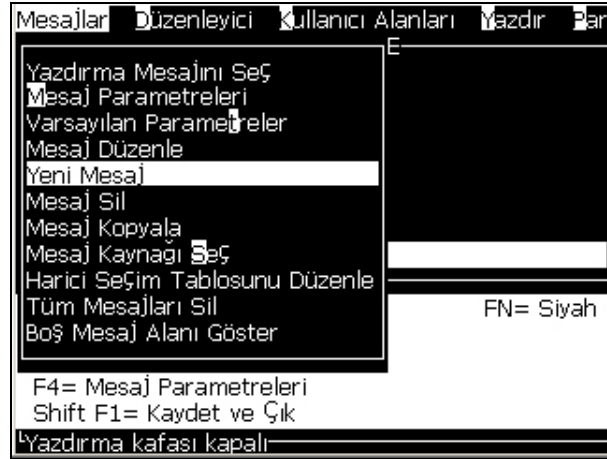 Mesajlar Düzenleyici Kullanıcı Alanları Yazdır Par
E
Yazdırma Mesajını Seç
Mesaj Parametreleri
Varsayılan Parametreler
Mesaj Düzenle
Yeni Mesaj
Mesaj Sil
Mesaj Kopyala
Mesaj Kaynağı Seç
Harici Seçim Tablosunu Düzenle
Tüm Mesajları Sil
FN= Siyah
Boş Mesaj Alanı Göster
F4= Mesaj Parametreleri
Shift F1= Kaydet ve Çık
Yazdırma kafası kapalı